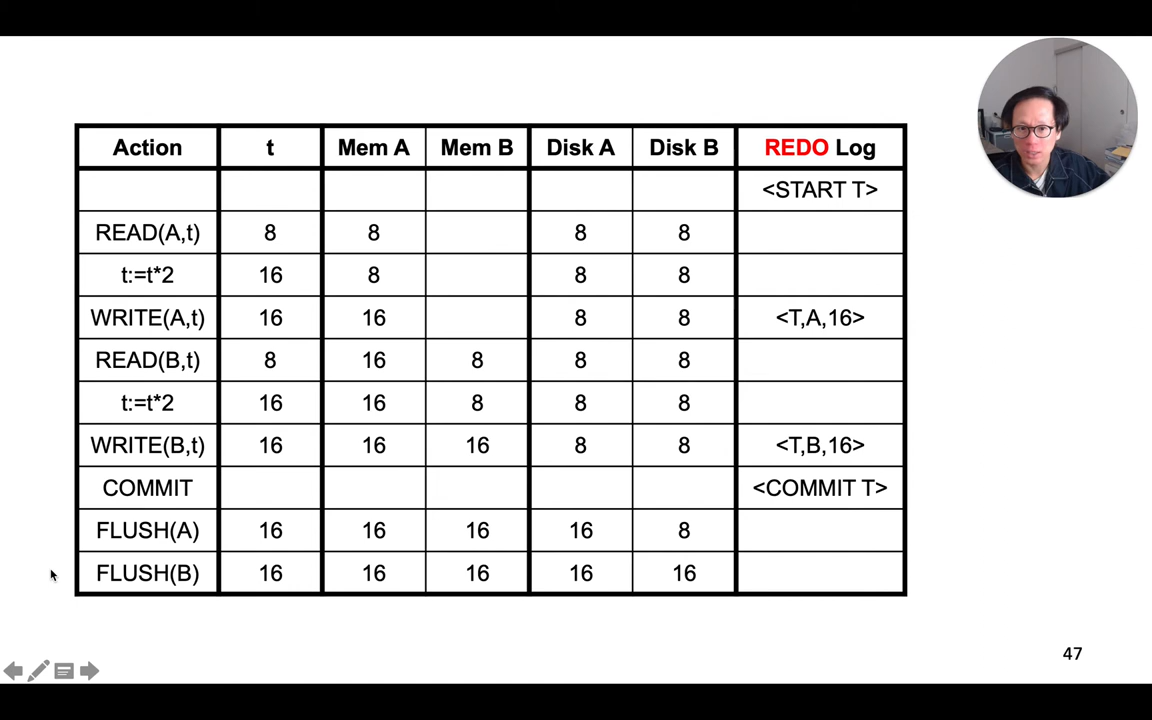 Action t Mem A Mem B Disk A Disk B REDO Log
<START T>
READ(A,t) 8 8 8 8
t:=t*2 16 8 8 8
WRITE(A,t) 16 16 8 8 <T,A,16>
READ(B,t) 8 16 8 8 8
t:=t*2 16 16 8 8 8
WRITE(B,t) 16 16 16 8 8 <T,B,16>
COMMIT <COMMIT T>
FLUSH(A) 16 16 16 16 8
FLUSH(B) 16 16 16 16 16
47